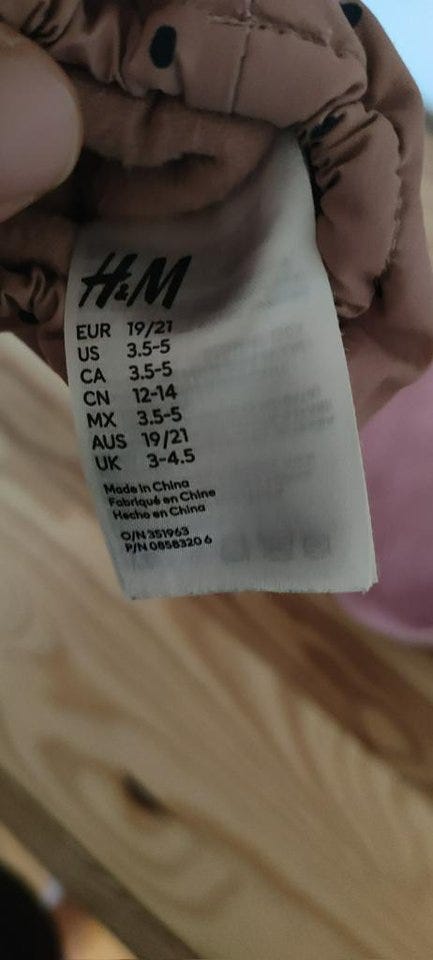 H&M
EUR 19/21
US 3.5-5
CA 3.5-5
CN 12-14
MX 3.5-5
AUS 19/21
UK 3-4.5
Made in China
Fabriqué en Chine
Hecho en China
O/N 351963
P/N 0858320 6